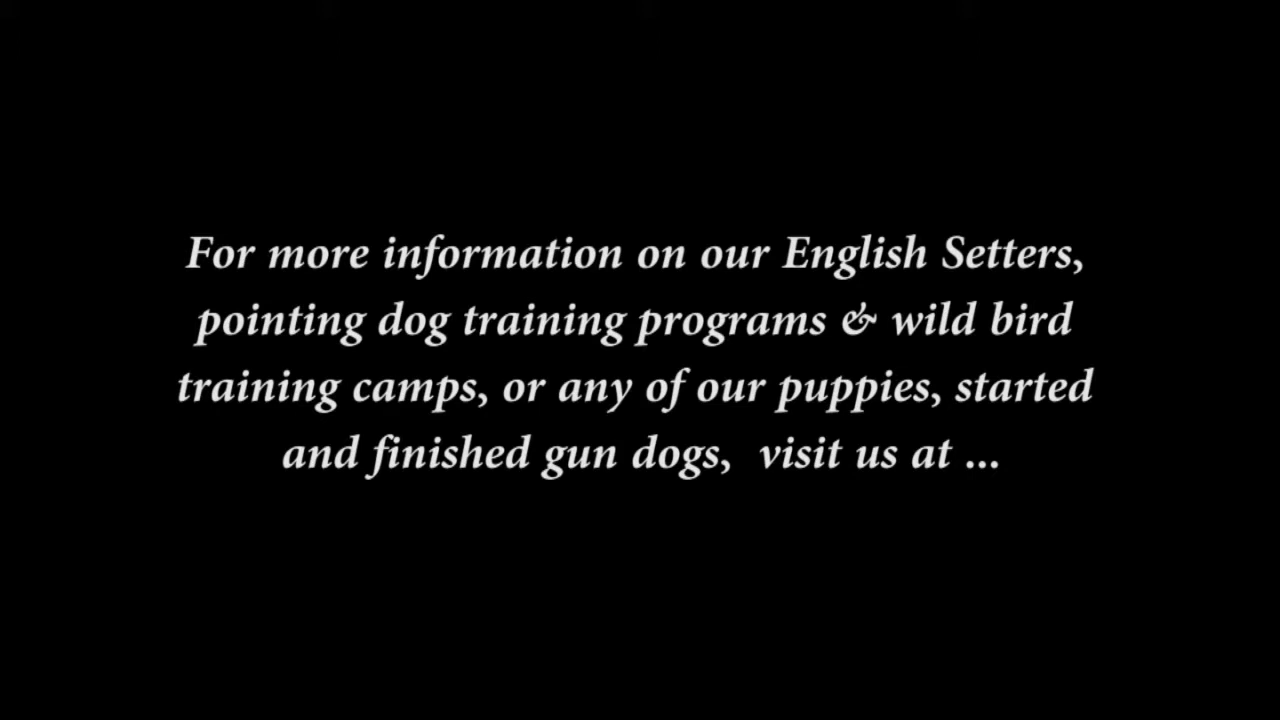 For more information on our English Setters,
pointing dog training programs & wild bird
training camps, or any of our puppies, started
and finished gun dogs,  visit us at ...